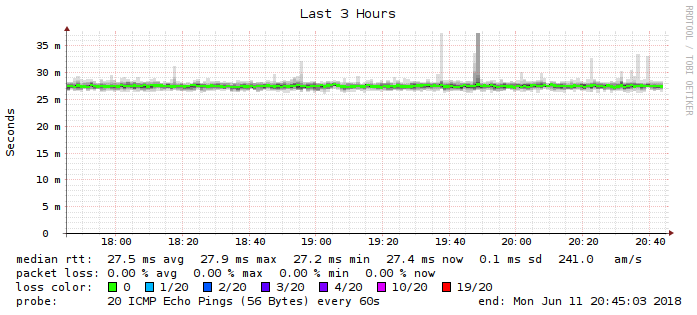 Last 3 Hours
RRDTOOL / TOBI OETIKER
Seconds
35 m
30 m
25 m
20 m
15 m
10 m
5 m
0
18:00 18:20 18:40 19:00 19:20 19:40 20:00 20:20 20:40
median rtt: 27.5 ms avg 27.9 ms max 27.2 ms min 27.4 ms now 0.1 ms sd 241.0 am/s
packet loss: 0.00 % avg 0.00 % max 0.00 % min 0.00 % now
loss color: 0 1/20 2/20 3/20 4/20 10/20 19/20
probe: 20 ICMP Echo Pings (56 Bytes) every 60s end: Mon Jun 11 20:45:03 2018